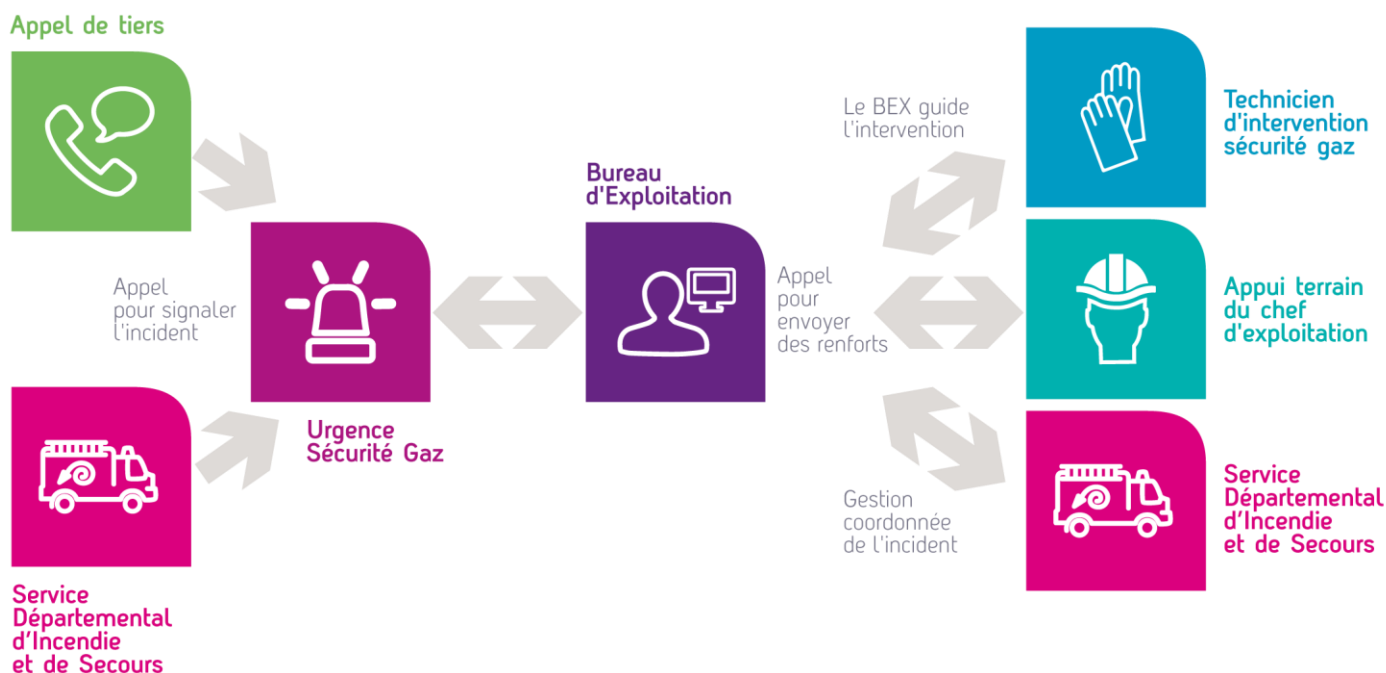 Appel de tiers
Appel
pour signaler
l'incident
Service
Départemental
d'Incendie
et de Secours
Urgence
Sécurité Gaz
Bureau
d'Exploitation
Le BEX guide
l'intervention
Appel
pour
envoyer
des renforts
Gestion
coordonnée
de l'incident
Technicien
d'intervention
sécurité gaz
Appui terrain
du chef
d'exploitation
Service
Départemental
d'Incendie
et de Secours